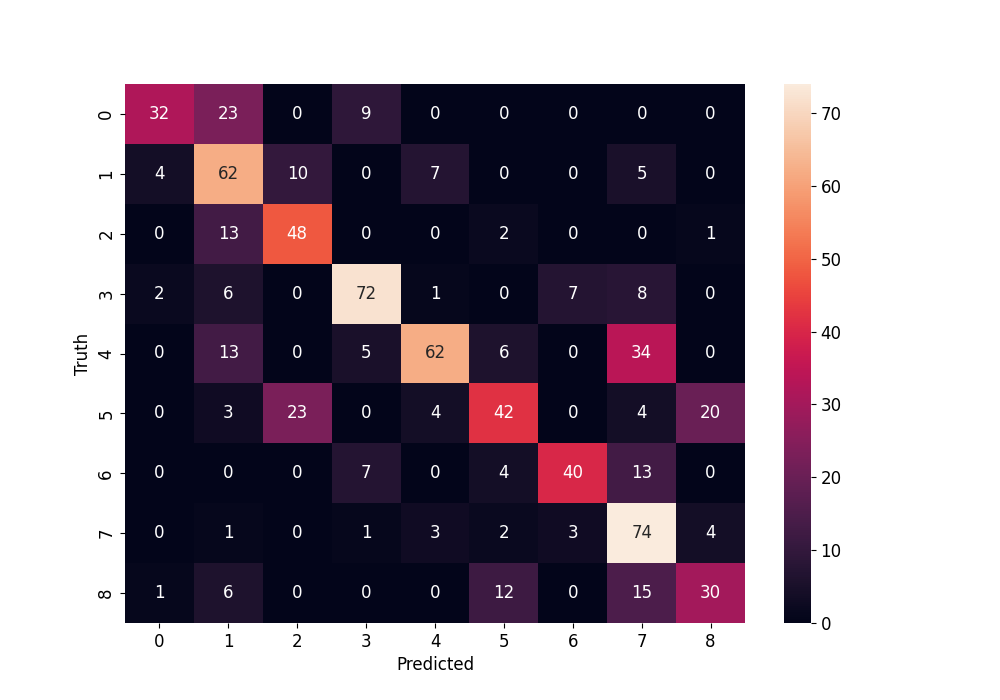 0 32 23 0 9 0 0 0 0 0
1 4 62 10 0 7 0 0 5 0
2 0 13 48 0 0 2 0 0 1
3 2 6 0 72 1 0 7 8 0
4 0 13 0 5 62 6 0 34 0
5 0 3 23 0 4 42 0 4 20
6 0 0 0 7 0 4 40 13 0
7 0 1 0 1 3 2 3 74 4
8 1 6 0 0 0 12 0 15 30
0 1 2 3 4 5 6 7 8
Predicted
Truth
70
60
50
40
30
20
10
0